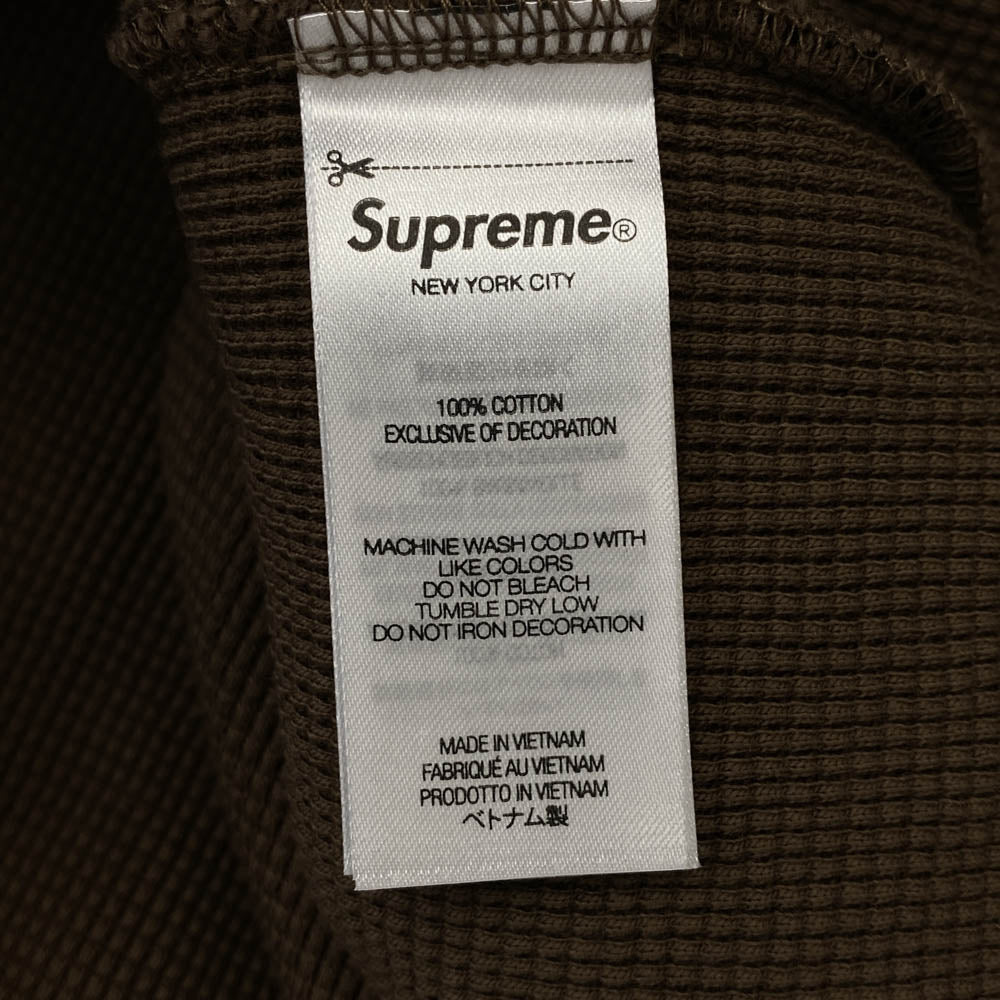 Supreme®
NEW YORK CITY
100% COTTON
EXCLUSIVE OF DECORATION
MACHINE WASH COLD WITH
LIKE COLORS
DO NOT BLEACH
TUMBLE DRY LOW
DO NOT IRON DECORATION
MADE IN VIETNAM
FABRIQUÉ AU VIETNAM
PRODOTTO IN VIETNAM
ベトナム製